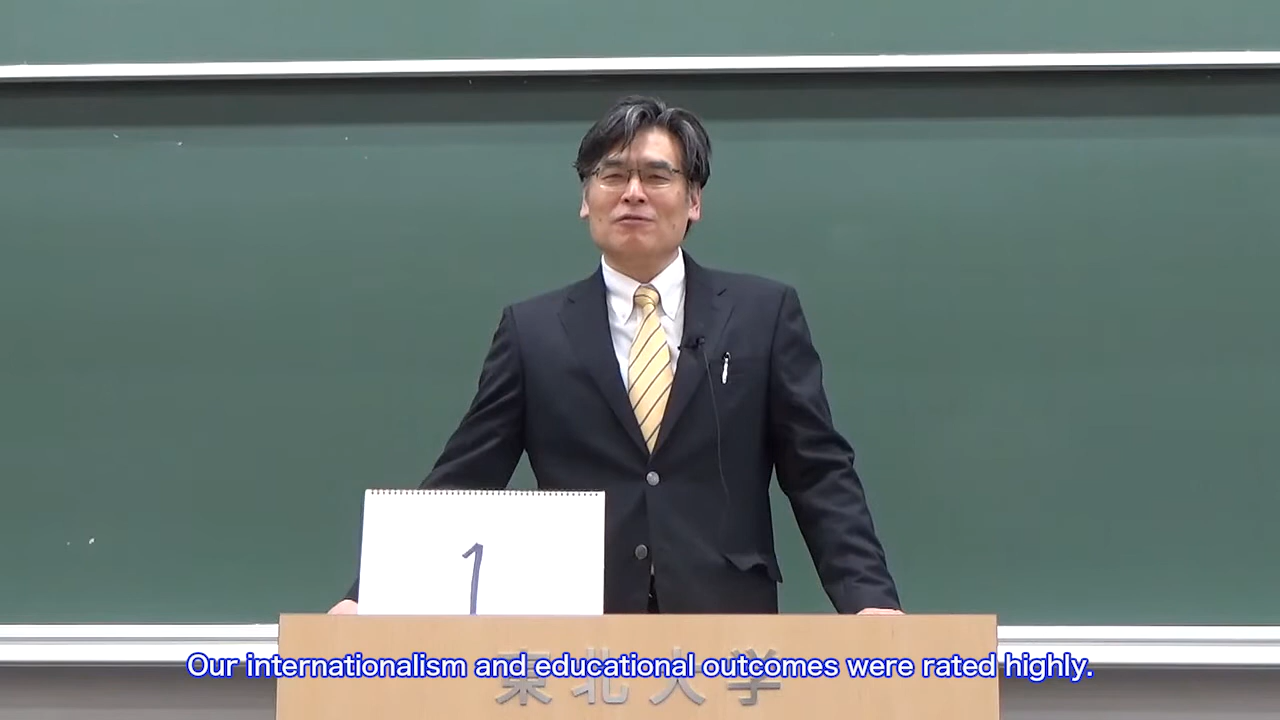 1
Our internationalism and educational outcomes were rated highly.
東北大学